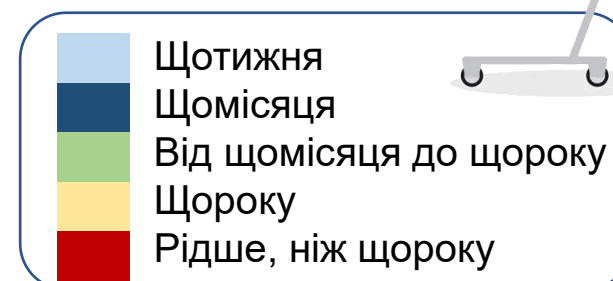 Щотижня
Щомісяця
Від щомісяця до щороку
Щороку
Рідше, ніж щороку